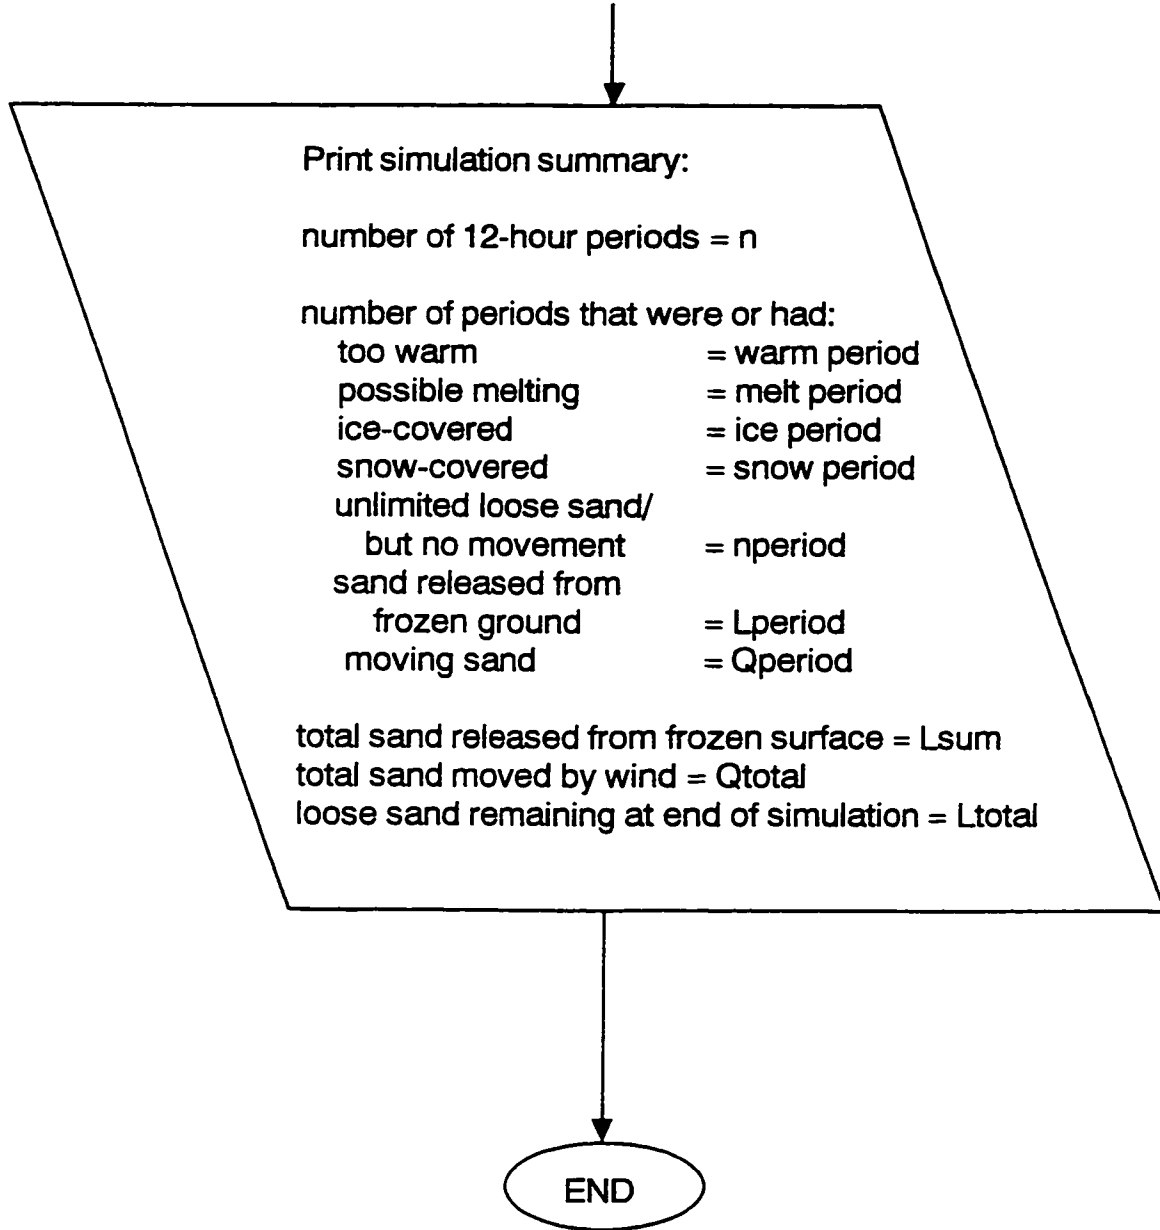 Print simulation summary:
number of 12-hour periods = n
number of periods that were or had:
too warm = warm period
possible melting = melt period
ice-covered = ice period
snow-covered = snow period
unlimited loose sand/
but no movement = nperiod
sand released from
frozen ground = Lperiod
moving sand = Qperiod
total sand released from frozen surface = Lsum
total sand moved by wind = Qtotal
loose sand remaining at end of simulation = Ltotal
END